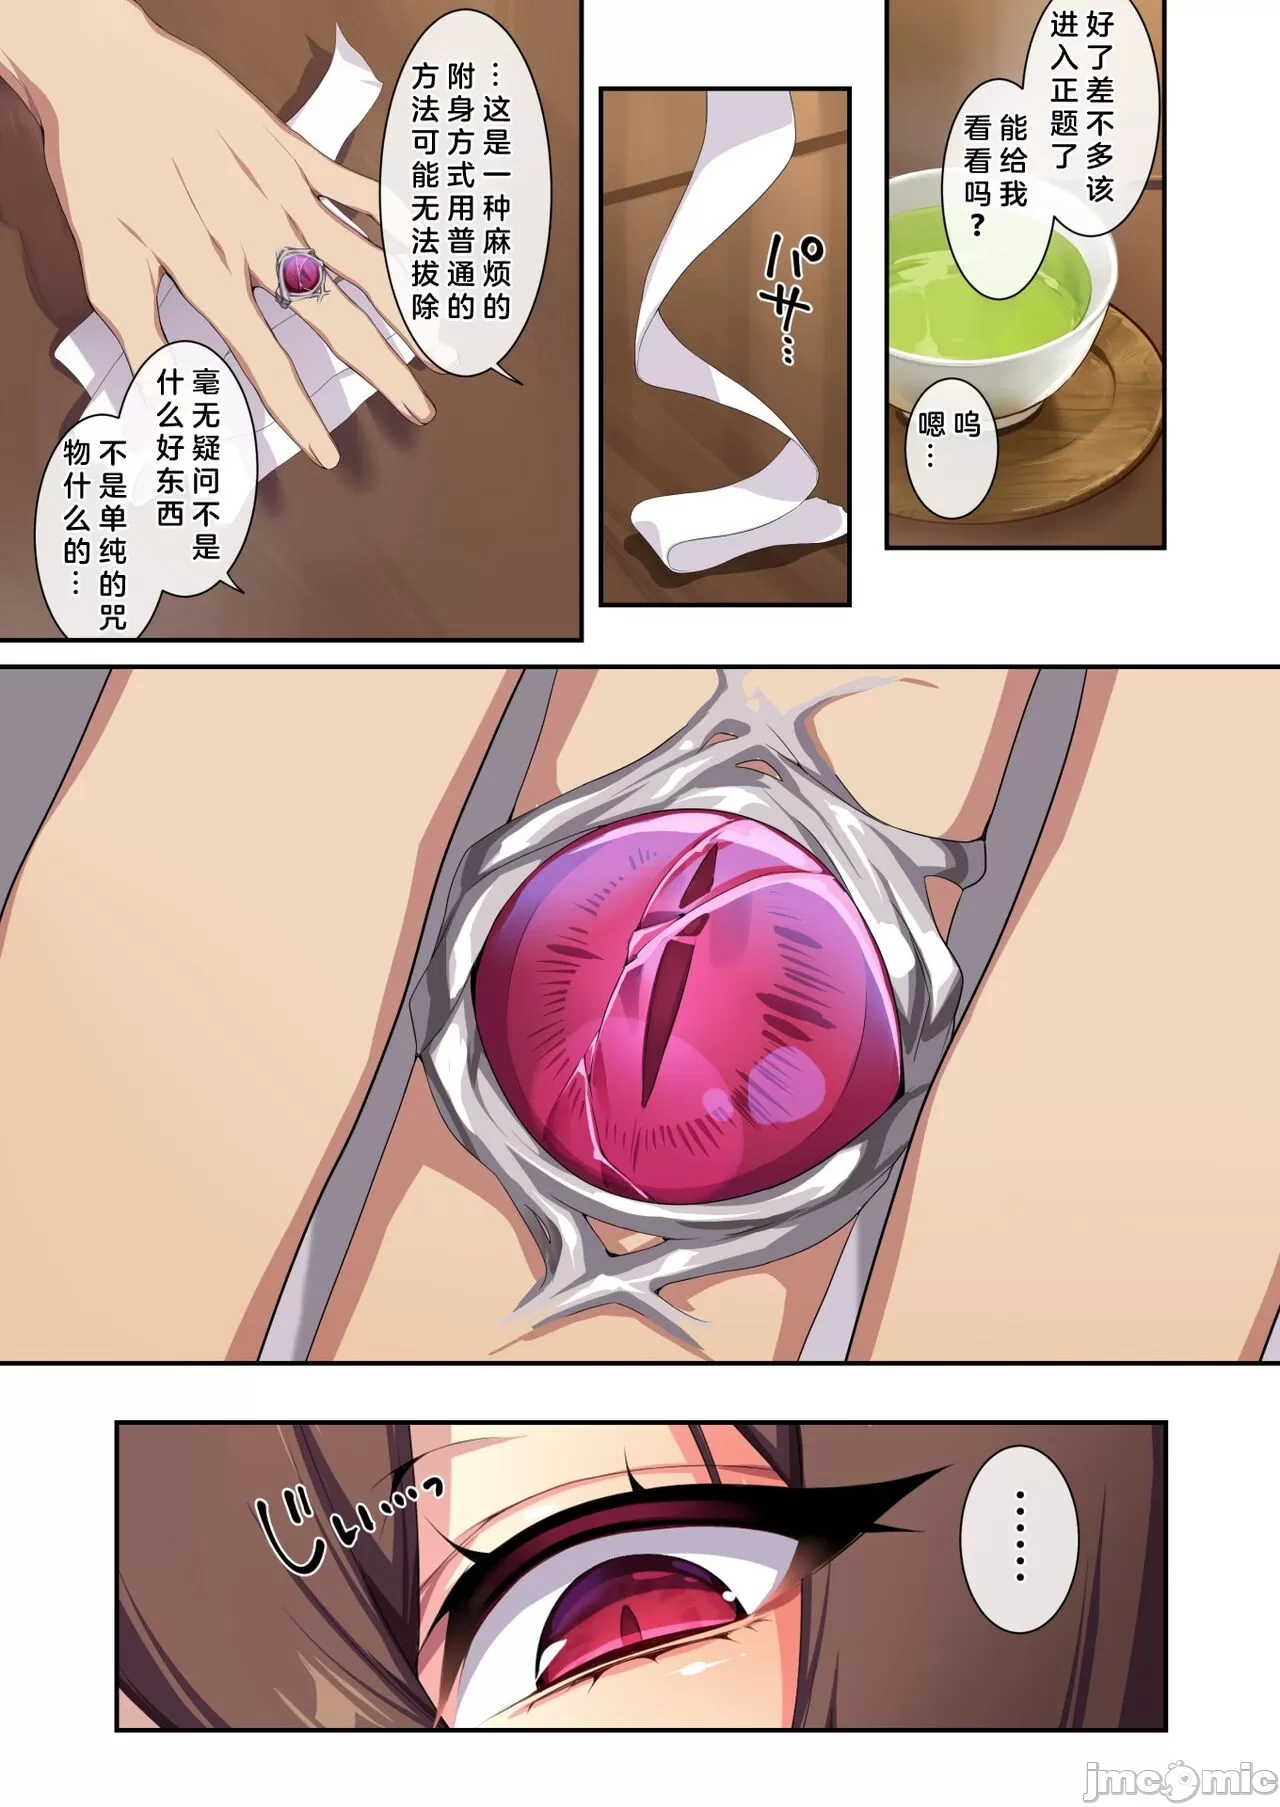 好了差不多该
进入正题了
能给我
看看吗?
嗯呜…
パサ…
…这是一种麻烦的
附身方式用普通的
方法可能无法拔除
毫无疑问不是
什么好东西
不是单纯的咒
物什么的…
……
じぃ…っ
jmcomic